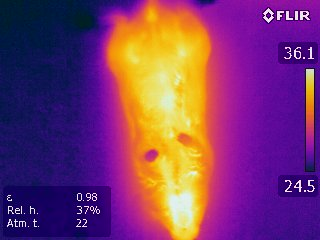 FLIR
36.1
24.5
ε 0.98
Rel. h. 37%
Atm. t. 22